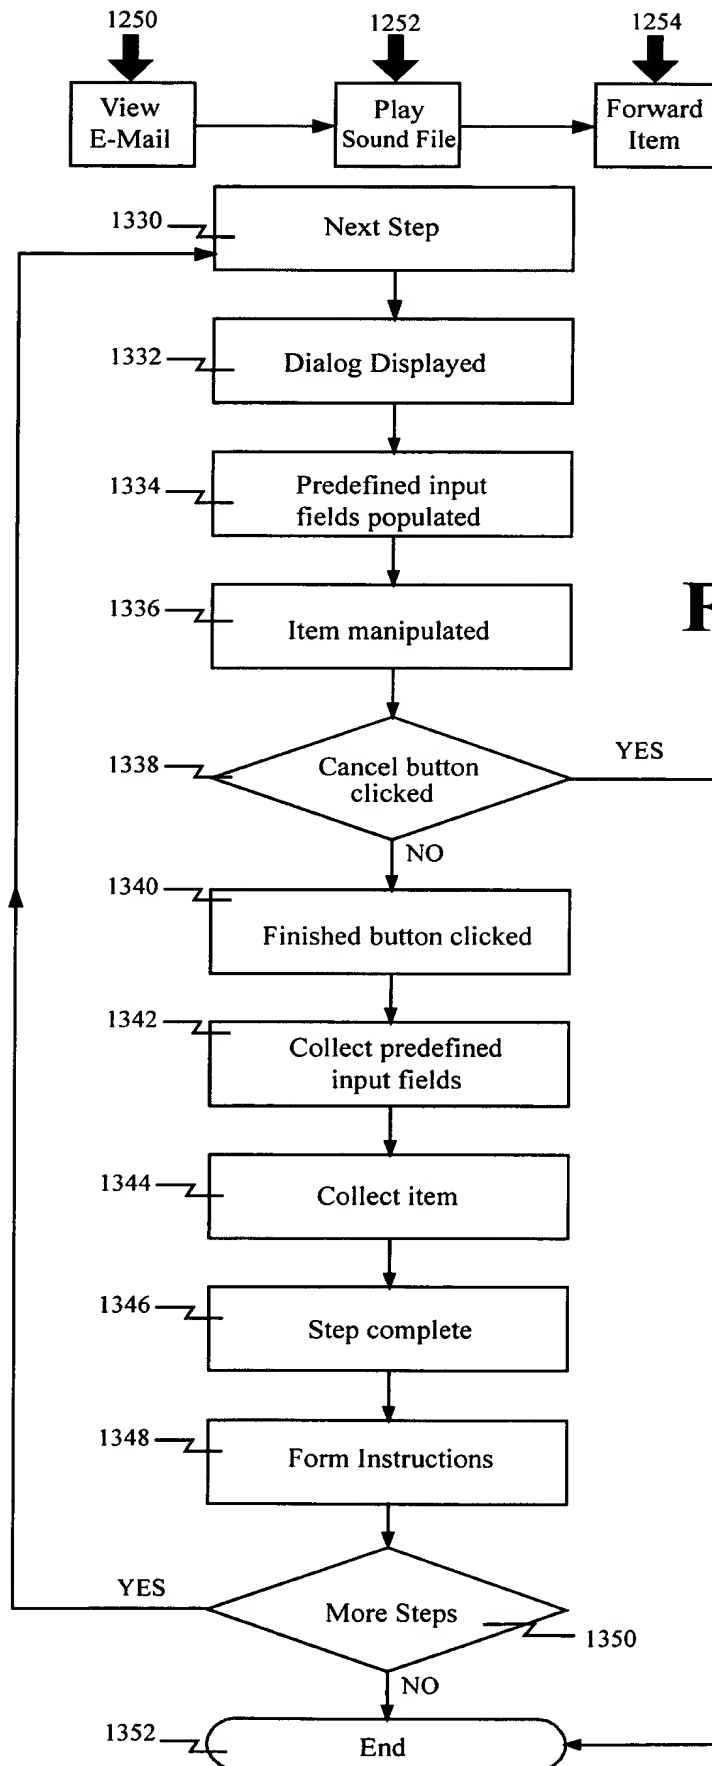 1250
1252
1254
View
E-Mail
Play
Sound File
Forward
Item
1330
Next Step
1332
Dialog Displayed
1334
Predefined input
fields populated
1336
Item manipulated
1338
Cancel button
clicked
YES
NO
1340
Finished button clicked
1342
Collect predefined
input fields
1344
Collect item
1346
Step complete
1348
Form Instructions
YES
More Steps
1350
NO
1352
End